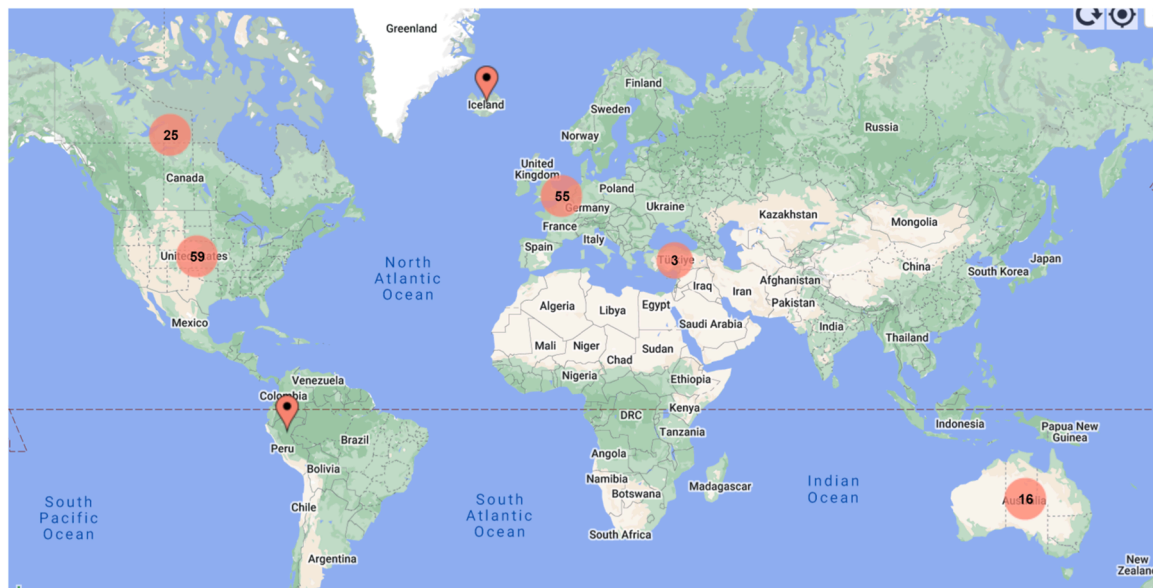 Greenland
Iceland
Finland
Sweden
Norway
Russia
25
Canada
United
Kingdom
55
Poland
Germany
Ukraine
France
Kazakhstan
Mongolia
Italy
Spain
59
United States
3
Türkiye
North
Atlantic
Ocean
Japan
China
South Korea
Afghanistan
Iraq
Iran
Pakistan
Algeria
Libya
Egypt
Mexico
Saudi Arabia
India
Thailand
Mali
Niger
Chad
Sudan
Nigeria
Ethiopia
Venezuela
Colombia
Kenya
DRC
Indonesia
Papua New
Guinea
Tanzania
Brazil
Peru
Angola
Bolivia
Namibia
Botswana
Madagascar
Indian
Ocean
16
Australia
Chile
South
Pacific
Ocean
South
Atlantic
Ocean
South Africa
Argentina
New
Zealand